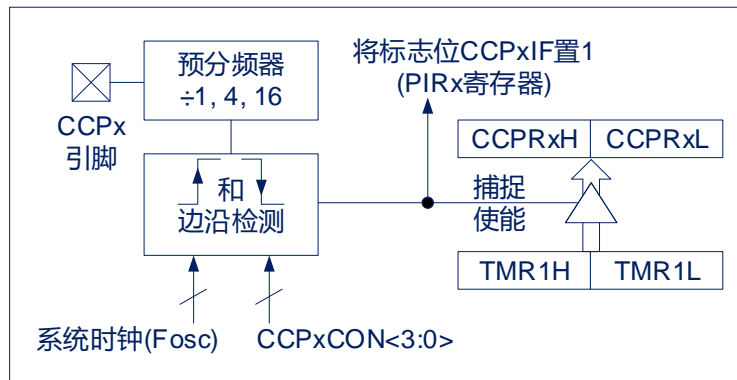 预分频器
÷1, 4, 16
CCPx
引脚
和
边沿检测
系统时钟(Fosc)
CCPxCON<3:0>
将标志位CCPxIF置1
(PIRx寄存器)
捕捉
使能
CCPRxH
CCPRxL
TMR1H
TMR1L